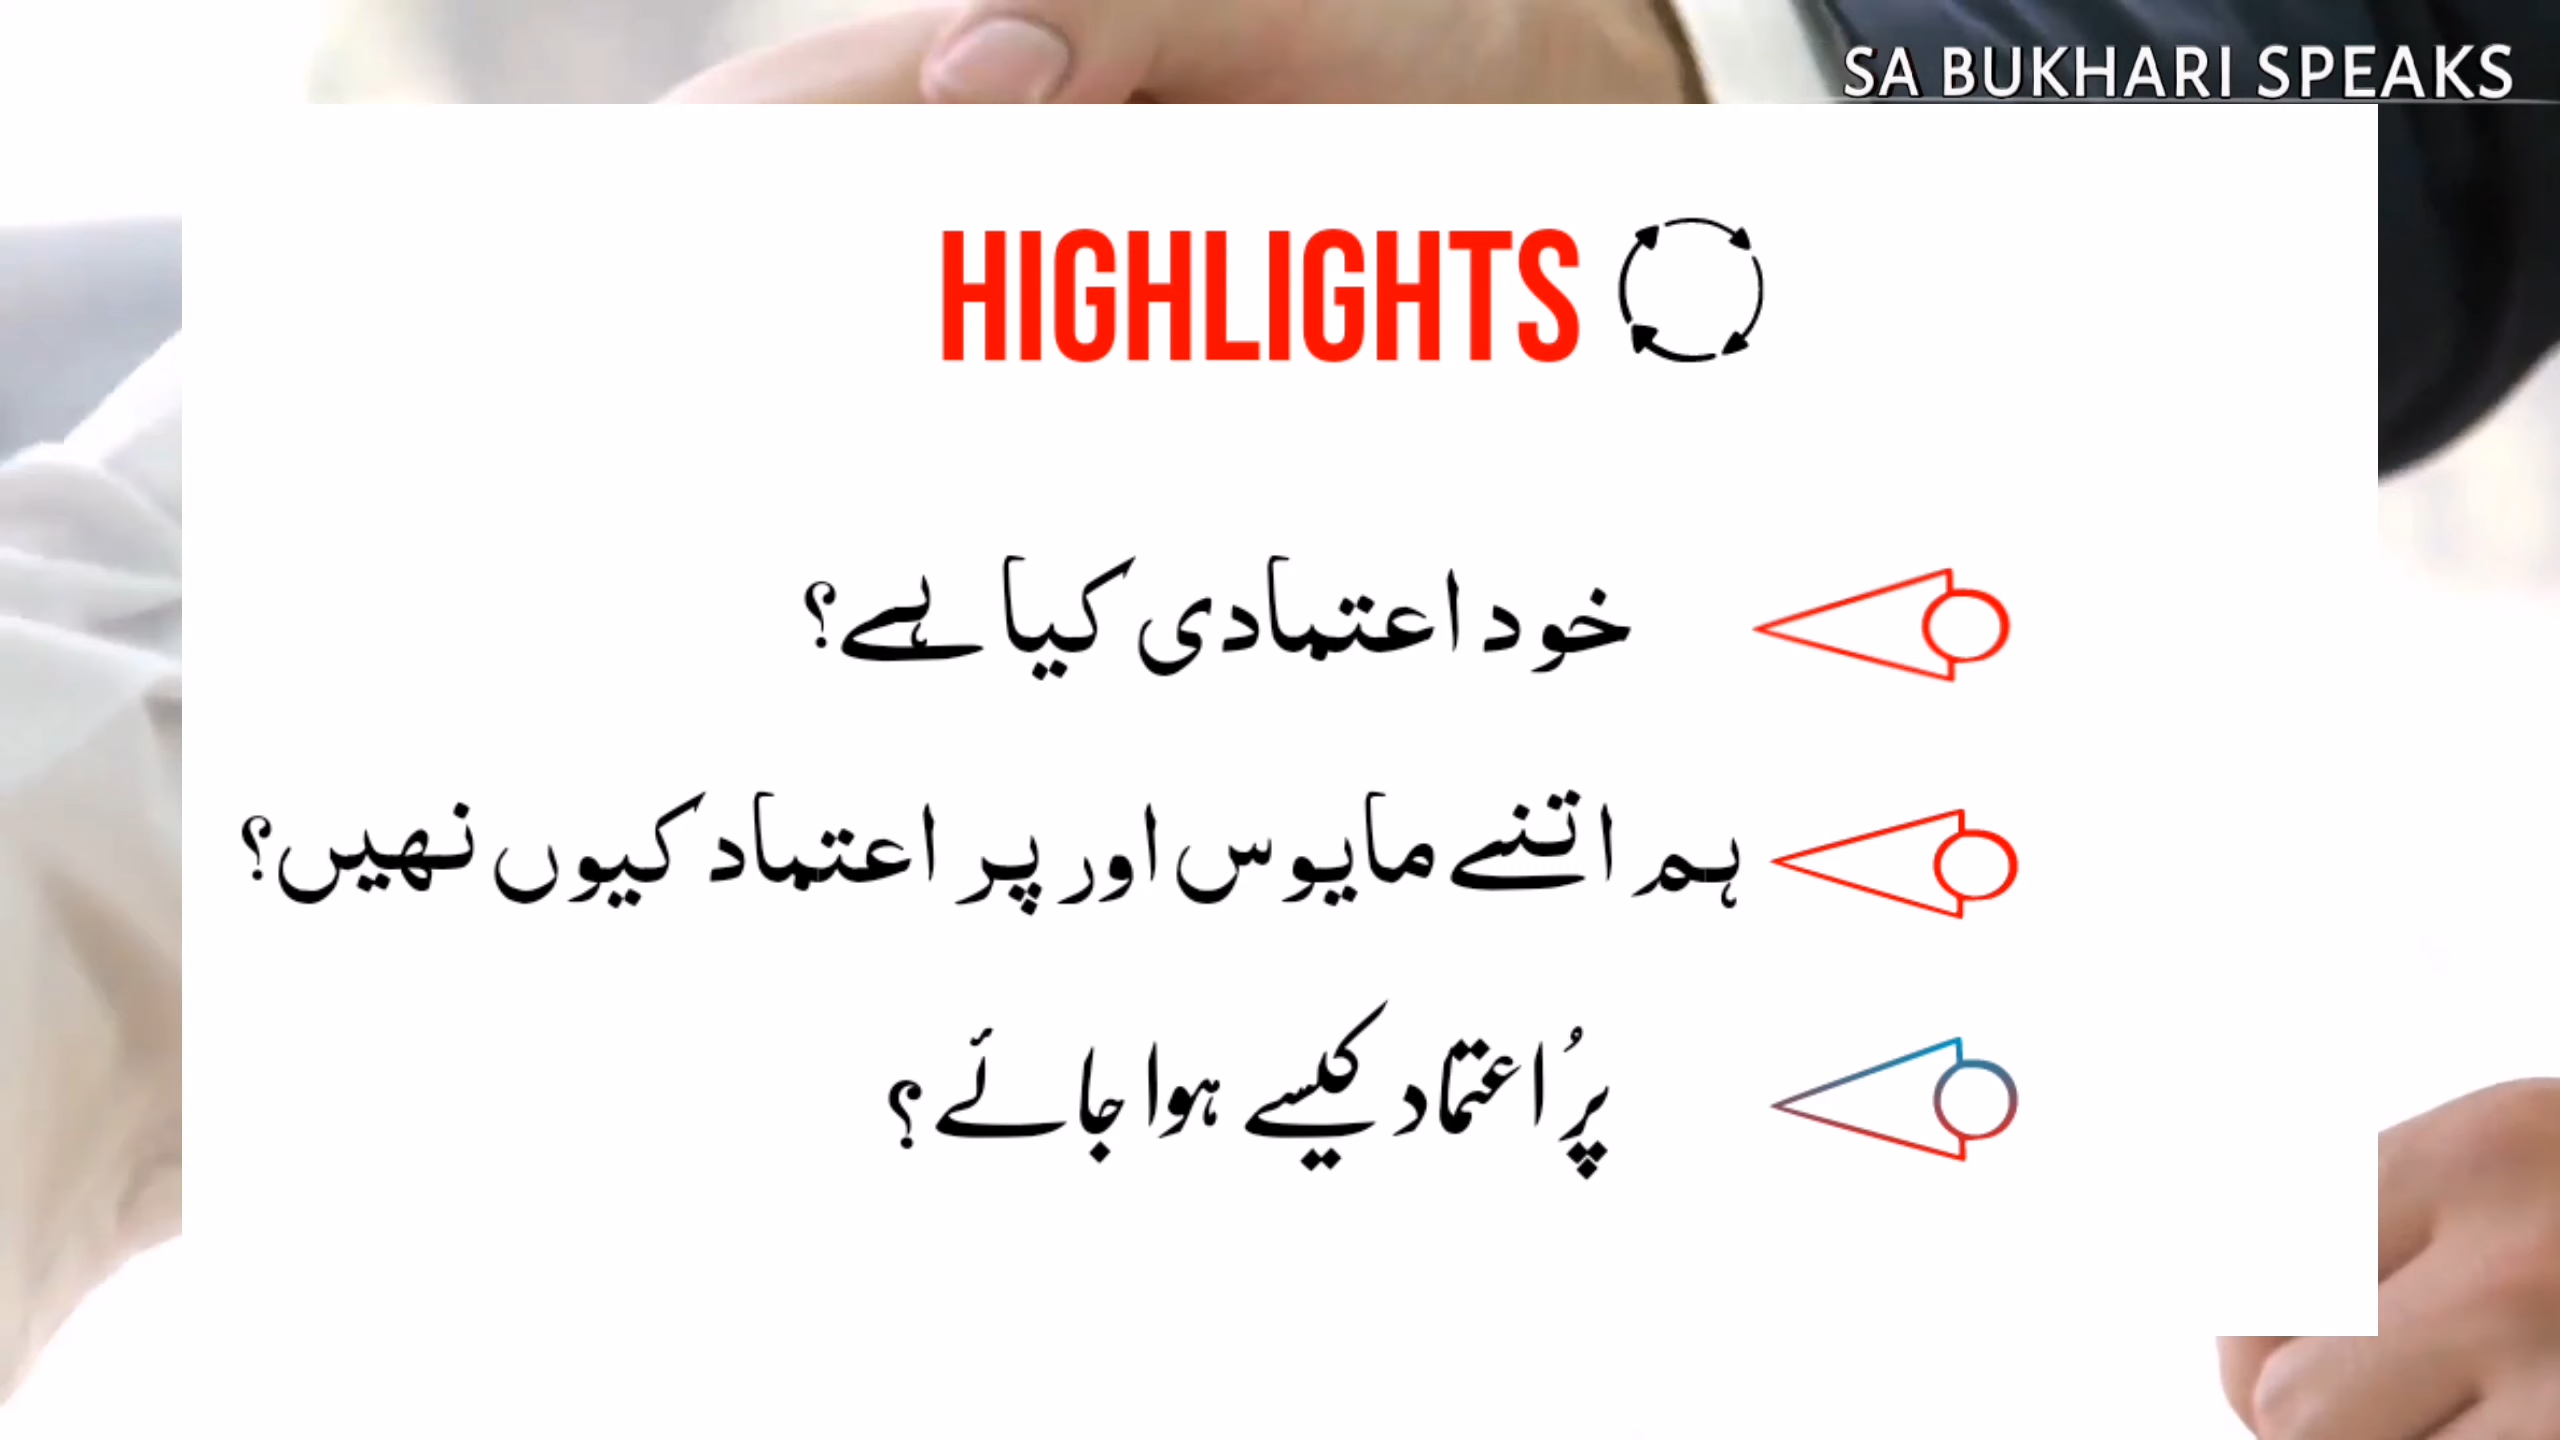 SA BUKHARI SPEAKS
HIGHLIGHTS
خود اعتمادی کیا ہے؟
ہم اتنے مایوس اور پر اعتماد کیوں نھیں؟
پُر اعتماد کیسے ہوا جائے؟